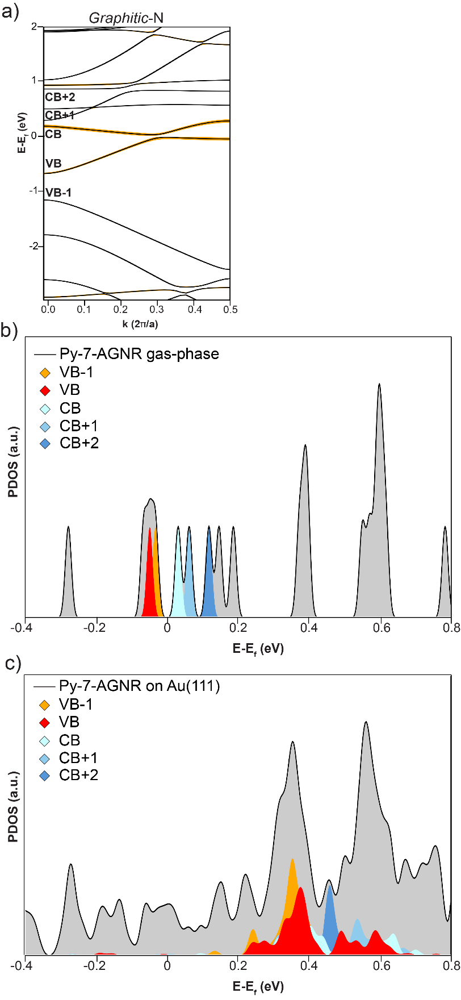 a)
Graphitic-N
2
1
0
-1
-2
E-Ef (eV)
CB+2
CB+1
CB
VB
VB-1
0.0 0.1 0.2 0.3 0.4 0.5
k (2π/a)
b)
Py-7-AGNR gas-phase
VB-1
VB
CB
CB+1
CB+2
PDOS (a.u.)
-0.4 -0.2 0 0.2 0.4 0.6 0.8
E-Ef (eV)
c)
Py-7-AGNR on Au(111)
VB-1
VB
CB
CB+1
CB+2
PDOS (a.u.)
-0.4 -0.2 0 0.2 0.4 0.6 0.8
E-Ef (eV)